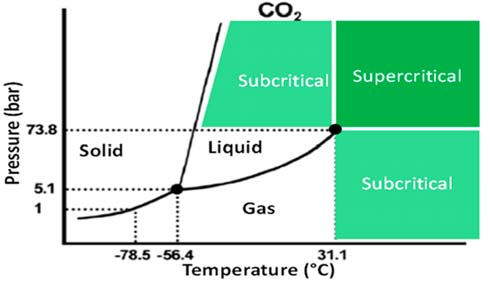 CO2
Subcritical
Supercritical
73.8
Solid
Liquid
Pressure (bar)
5.1
Subcritical
1
Gas
-78.5
-56.4
31.1
Temperature (°C)